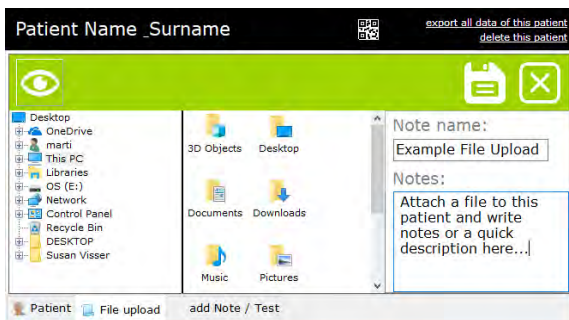 Patient Name _Surname
export all data of this patient
delete this patient
Desktop
OneDrive
marti
This PC
Libraries
OS (E:)
Network
Control Panel
Recycle Bin
DESKTOP
Susan Visser
3D Objects Desktop
Documents Downloads
Music Pictures
Note name:
Example File Upload
Notes:
Attach a file to this
patient and write
notes or a quick
description here...
Patient File upload add Note / Test